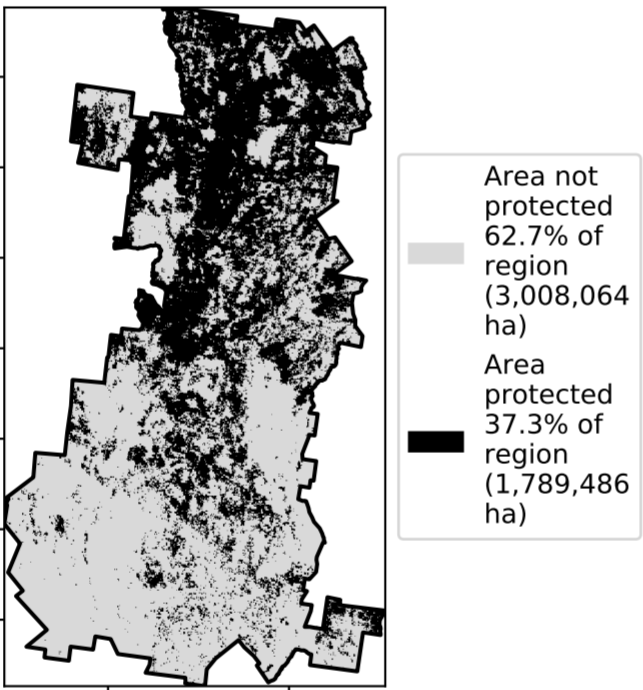 Area not
protected
62.7% of
region
(3,008,064
ha)
Area
protected
37.3% of
region
(1,789,486
ha)